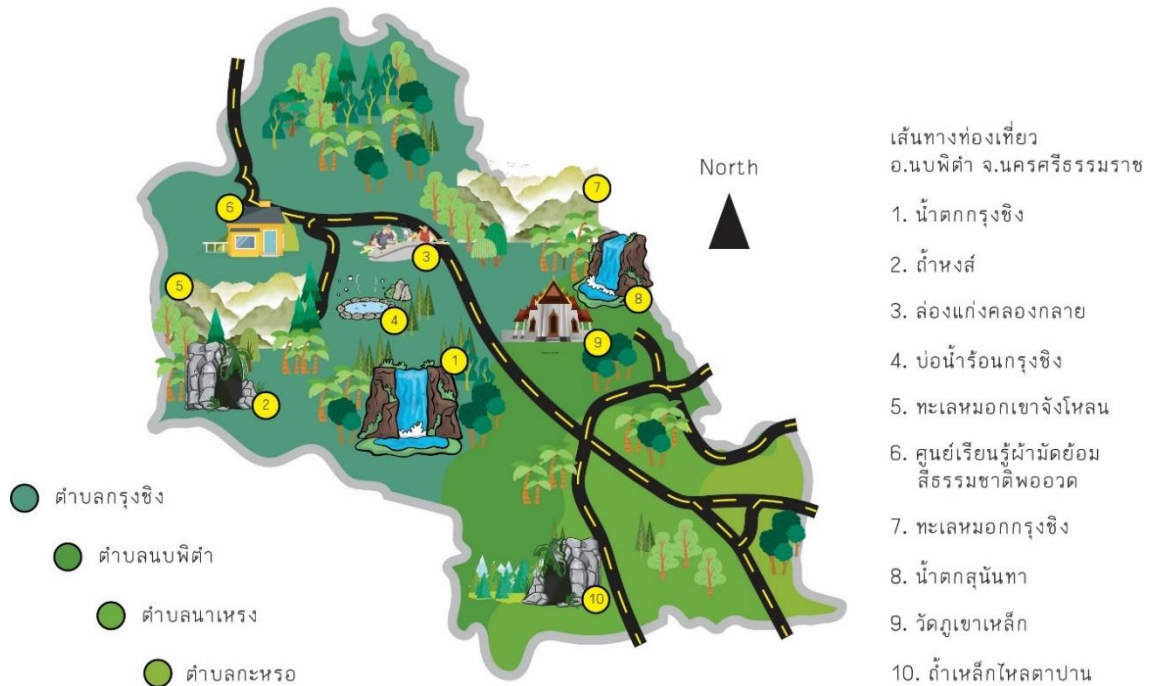 เส้นทางท่องเที่ยว
อ.นบพิตำ จ.นครศรีธรรมราช
1. น้ำตกกรุงชิง
2. ถ้ำหงส์
3. ล่องแก่งคลองกลาย
4. บ่อน้ำร้อนกรุงชิง
5. ทะเลหมอกเขาจังโหลน
6. ศูนย์เรียนรู้ผ้ามัดย้อม
สีธรรมชาติพออวด
7. ทะเลหมอกกรุงชิง
8. น้ำตกสุนันทา
9. วัดภูเขาเหล็ก
10. ถ้ำเหล็กไหลตาปาน
North
7
6
3
5
8
4
9
1
2
10
ตำบลกรุงชิง
ตำบลนบพิตำ
ตำบลนาเหรง
ตำบลกะหรอ